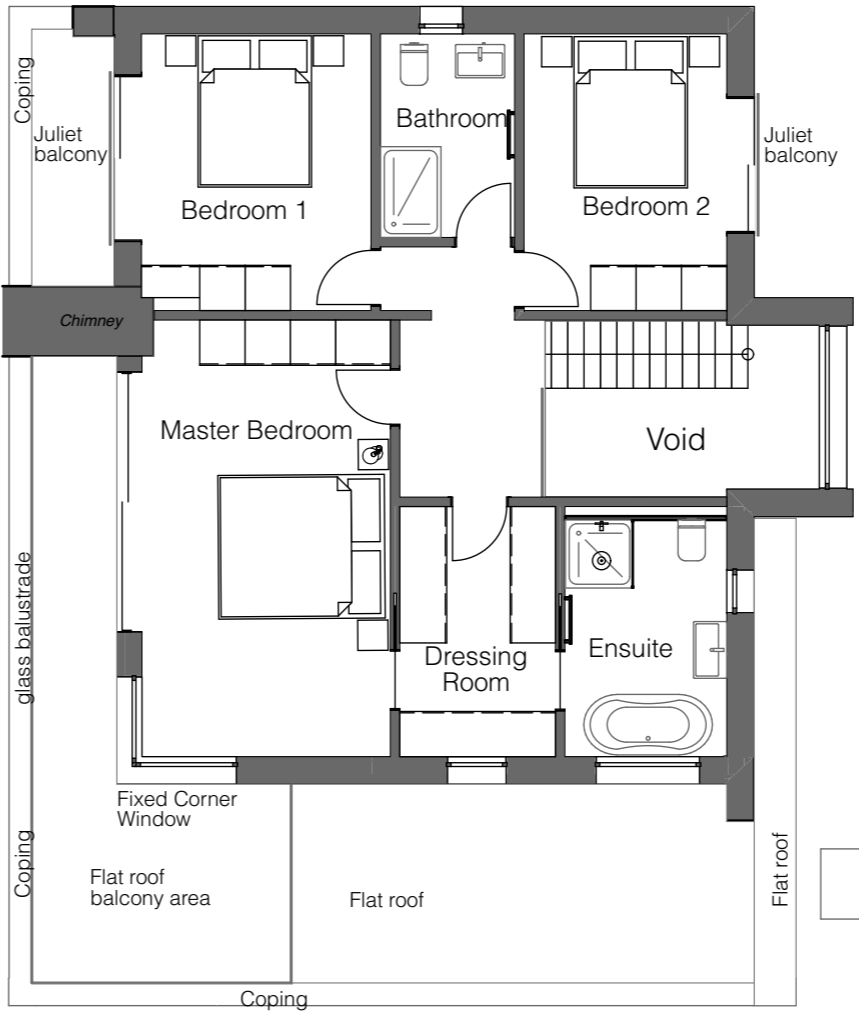 Coping
Juliet
balcony
Bathroom
Juliet
balcony
Bedroom 1
Bedroom 2
Chimney
Master Bedroom
Void
glass balustrade
Dressing
Room
Ensuite
Fixed Corner
Window
Coping
Flat roof
balcony area
Flat roof
Flat roof
Coping